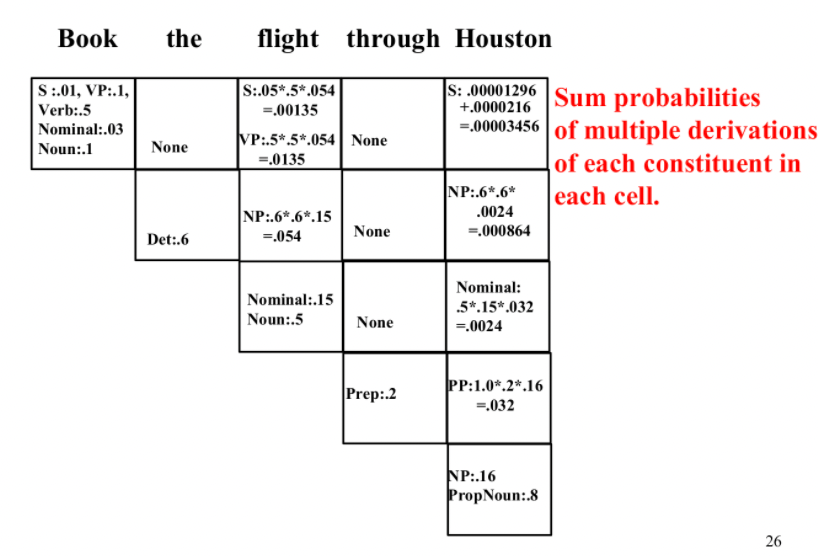 Book the flight through Houston
S :.01, VP:.1,
Verb:.5
Nominal:.03
Noun:.1
None
S:.05*.5*.054
=.00135
VP:.5*.5*.054
=.0135
None
S: .00001296
+.0000216
=.00003456
Sum probabilities
of multiple derivations
of each constituent in
each cell.
Det:.6
NP:.6*.6*.15
=.054
None
NP:.6*.6*
.0024
=.000864
Nominal:.15
Noun:.5
None
Nominal:
.5*.15*.032
=.0024
Prep:.2
PP:1.0*.2*.16
=.032
NP:.16
PropNoun:.8
26